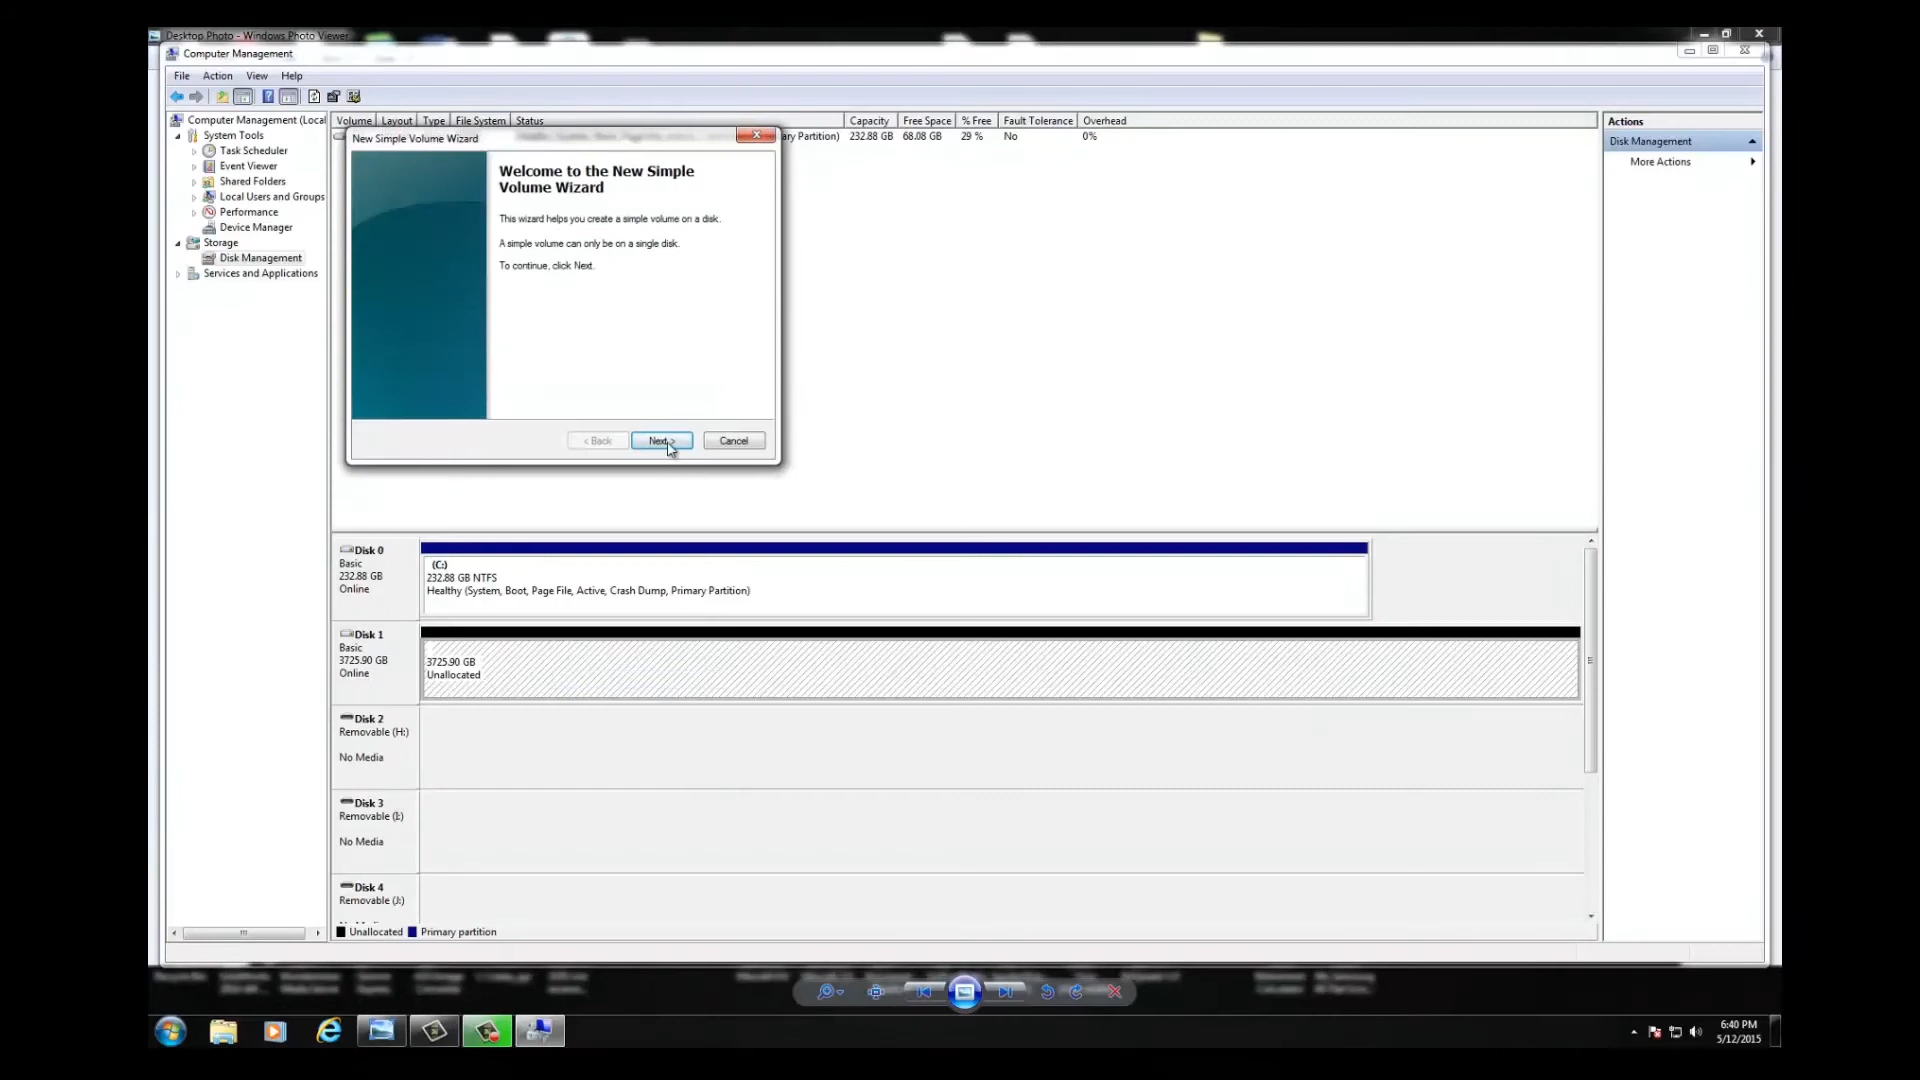 Desktop Photo - Windows Photo Viewer
Computer Management
File Action View Help
Computer Management (Local
System Tools
Task Scheduler
Event Viewer
Shared Folders
Local Users and Groups
Performance
Device Manager
Storage
Disk Management
Services and Applications
Volume Layout Type File System Status Capacity Free Space % Free Fault Tolerance Overhead
ary Partition) 232.88 GB 68.08 GB 29 % No 0%
New Simple Volume Wizard
Welcome to the New Simple
Volume Wizard
This wizard helps you create a simple volume on a disk.
A simple volume can only be on a single disk.
To continue, click Next.
< Back Next > Cancel
Actions
Disk Management
More Actions
Disk 0
Basic
232.88 GB
Online
(C:)
232.88 GB NTFS
Healthy (System, Boot, Page File, Active, Crash Dump, Primary Partition)
Disk 1
Basic
3725.90 GB
Online
3725.90 GB
Unallocated
Disk 2
Removable (H:)
No Media
Disk 3
Removable (I:)
No Media
Disk 4
Removable (J:)
Unallocated Primary partition
6:40 PM
5/12/2015